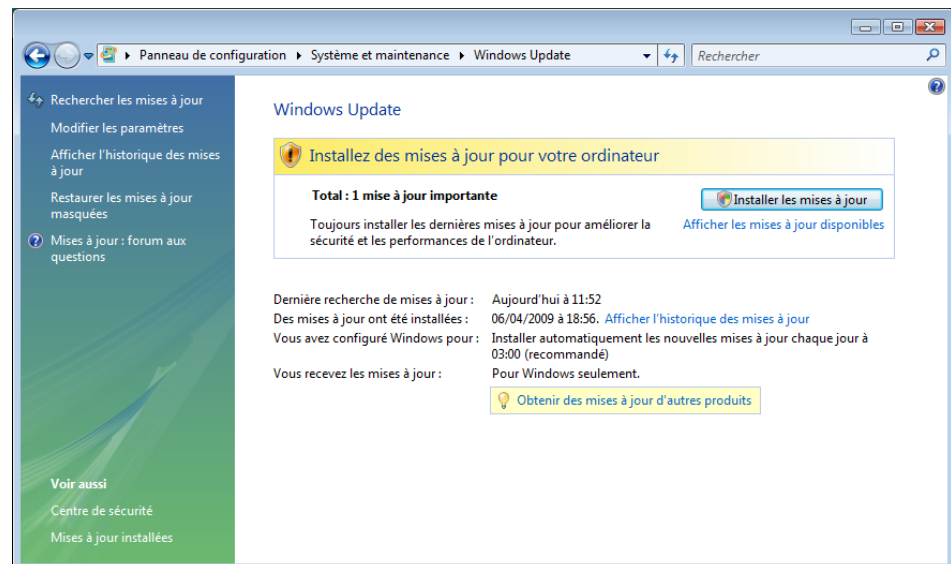 Panneau de configuration Système et maintenance Windows Update
Rechercher
Rechercher les mises à jour
Modifier les paramètres
Afficher l'historique des mises
à jour
Restaurer les mises à jour
masquées
Mises à jour : forum aux
questions
Voir aussi
Centre de sécurité
Mises à jour installées
Windows Update
Installez des mises à jour pour votre ordinateur
Total : 1 mise à jour importante
Toujours installer les dernières mises à jour pour améliorer la
sécurité et les performances de l'ordinateur.
Installer les mises à jour
Afficher les mises à jour disponibles
Dernière recherche de mises à jour : Aujourd'hui à 11:52
Des mises à jour ont été installées : 06/04/2009 à 18:56. Afficher l'historique des mises à jour
Vous avez configuré Windows pour : Installer automatiquement les nouvelles mises à jour chaque jour à
03:00 (recommandé)
Vous recevez les mises à jour : Pour Windows seulement.
Obtenir des mises à jour d'autres produits